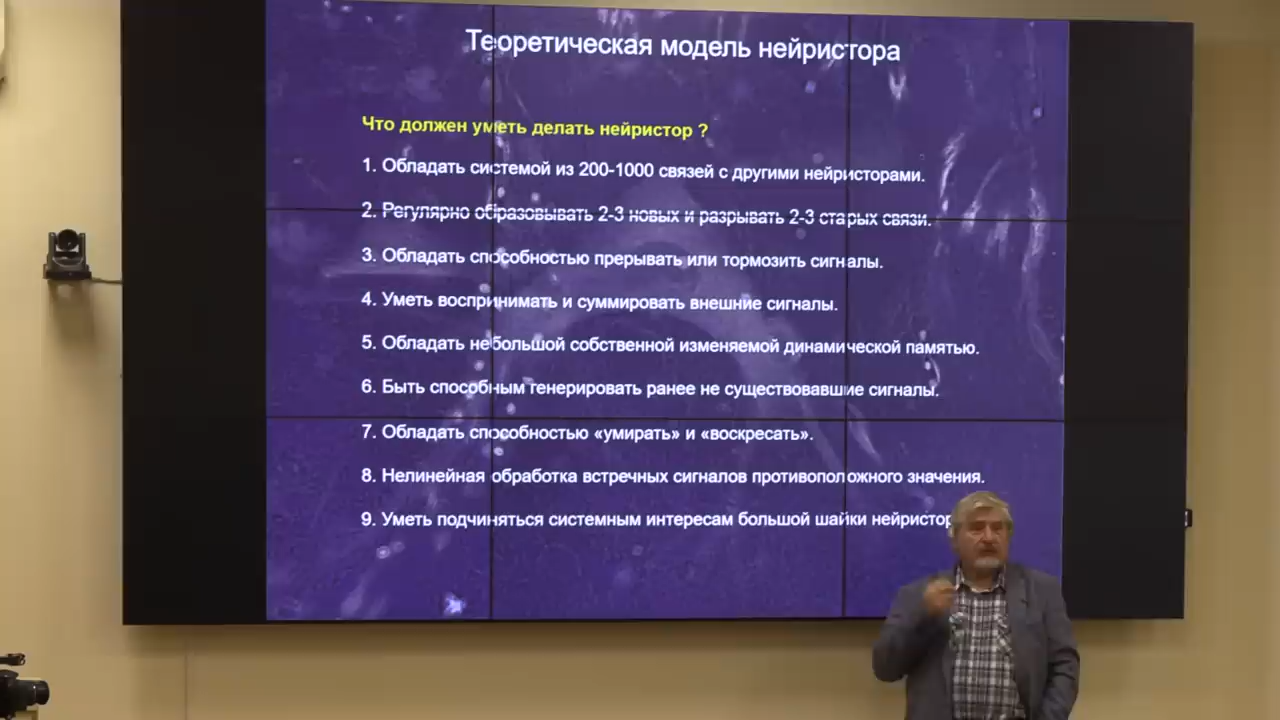 Теоретическая модель нейристора
Что должен уметь делать нейристор ?
1. Обладать системой из 200-1000 связей с другими нейристорами.
2. Регулярно образовывать 2-3 новых и разрывать 2-3 старых связи.
3. Обладать способностью прерывать или тормозить сигналы.
4. Уметь воспринимать и суммировать внешние сигналы.
5. Обладать небольшой собственной изменяемой динамической памятью.
6. Быть способным генерировать ранее не существовавшие сигналы.
7. Обладать способностью «умирать» и «воскресать».
8. Нелинейная обработка встречных сигналов противоположного значения.
9. Уметь подчиняться системным интересам большой шайки